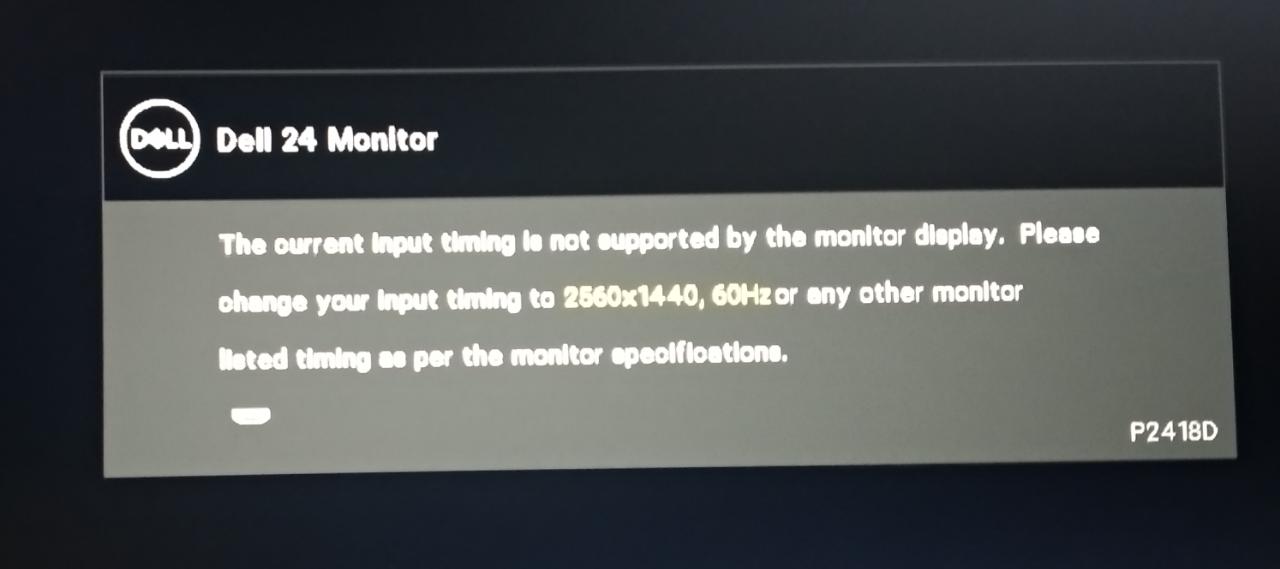 DELL
Dell 24 Monitor
The current input timing is not supported by the monitor display. Please
change your input timing to 2560x1440, 60Hz or any other monitor
listed timing as per the monitor specifications.
P2418D